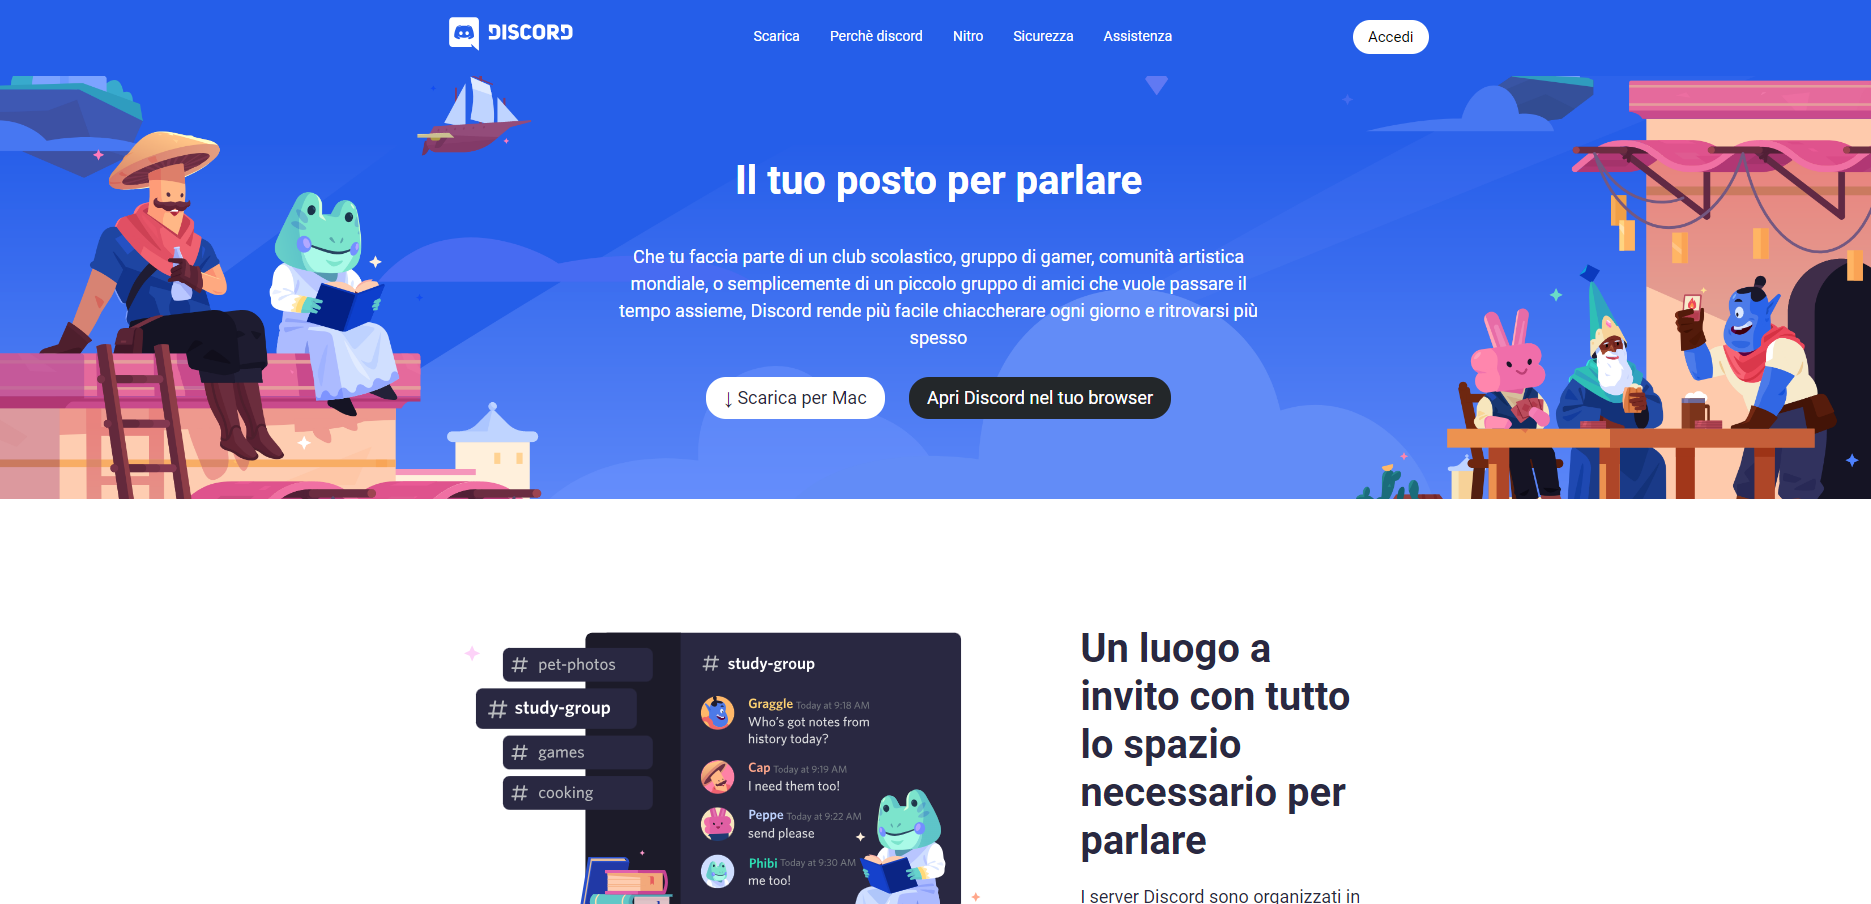 DISCORD
Scarica
Perchè discord
Nitro
Sicurezza
Assistenza
Accedi
Il tuo posto per parlare
Che tu faccia parte di un club scolastico, gruppo di gamer, comunità artistica
mondiale, o semplicemente di un piccolo gruppo di amici che vuole passare il
tempo assieme, Discord rende più facile chiaccherare ogni giorno e ritrovarsi più
spesso
↓ Scarica per Mac
Apri Discord nel tuo browser
# pet-photos
# study-group
# games
# cooking
# study-group
Graggle Today at 9:18 AM
Who's got notes from
history today?
Cap Today at 9:19 AM
I need them too!
Peppe Today at 9:22 AM
send please
Phibi Today at 9:30 AM
me too!
Un luogo a
invito con tutto
lo spazio
necessario per
parlare
I server Discord sono organizzati in